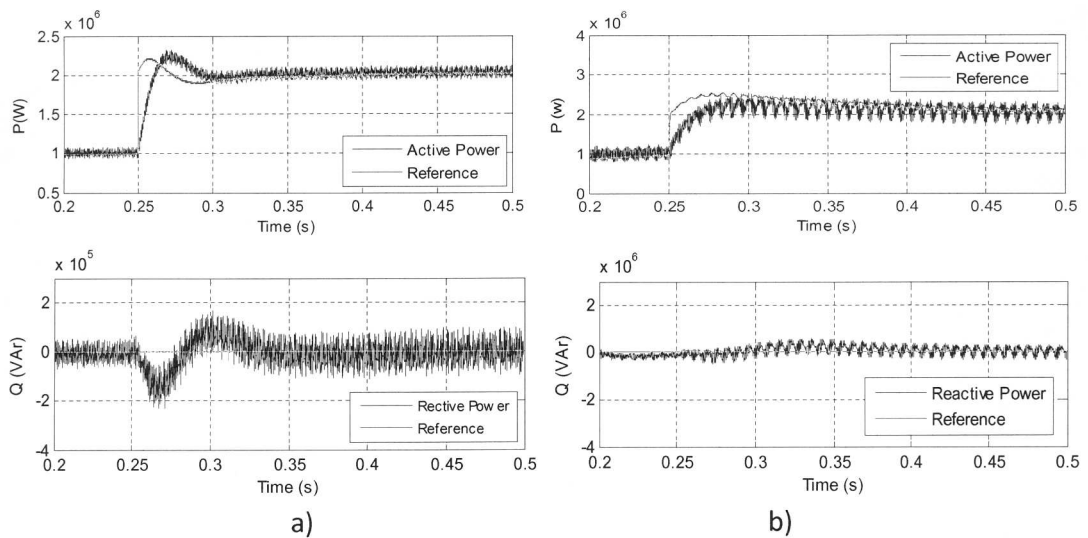 x 10^6
2.5
2
1.5
1
0.5
P(W)
Active Power
Reference
0.2 0.25 0.3 0.35 0.4 0.45 0.5
Time (s)
x 10^6
4
3
2
1
0
P (w)
Active Power
Reference
0.2 0.25 0.3 0.35 0.4 0.45 0.5
Time (s)
x 10^5
2
0
-2
-4
Q (VAr)
Rective Power
Reference
0.2 0.25 0.3 0.35 0.4 0.45 0.5
Time (s)
a)
x 10^6
2
0
-2
-4
Q (VAr)
Reactive Power
Reference
0.2 0.25 0.3 0.35 0.4 0.45 0.5
Time (s)
b)